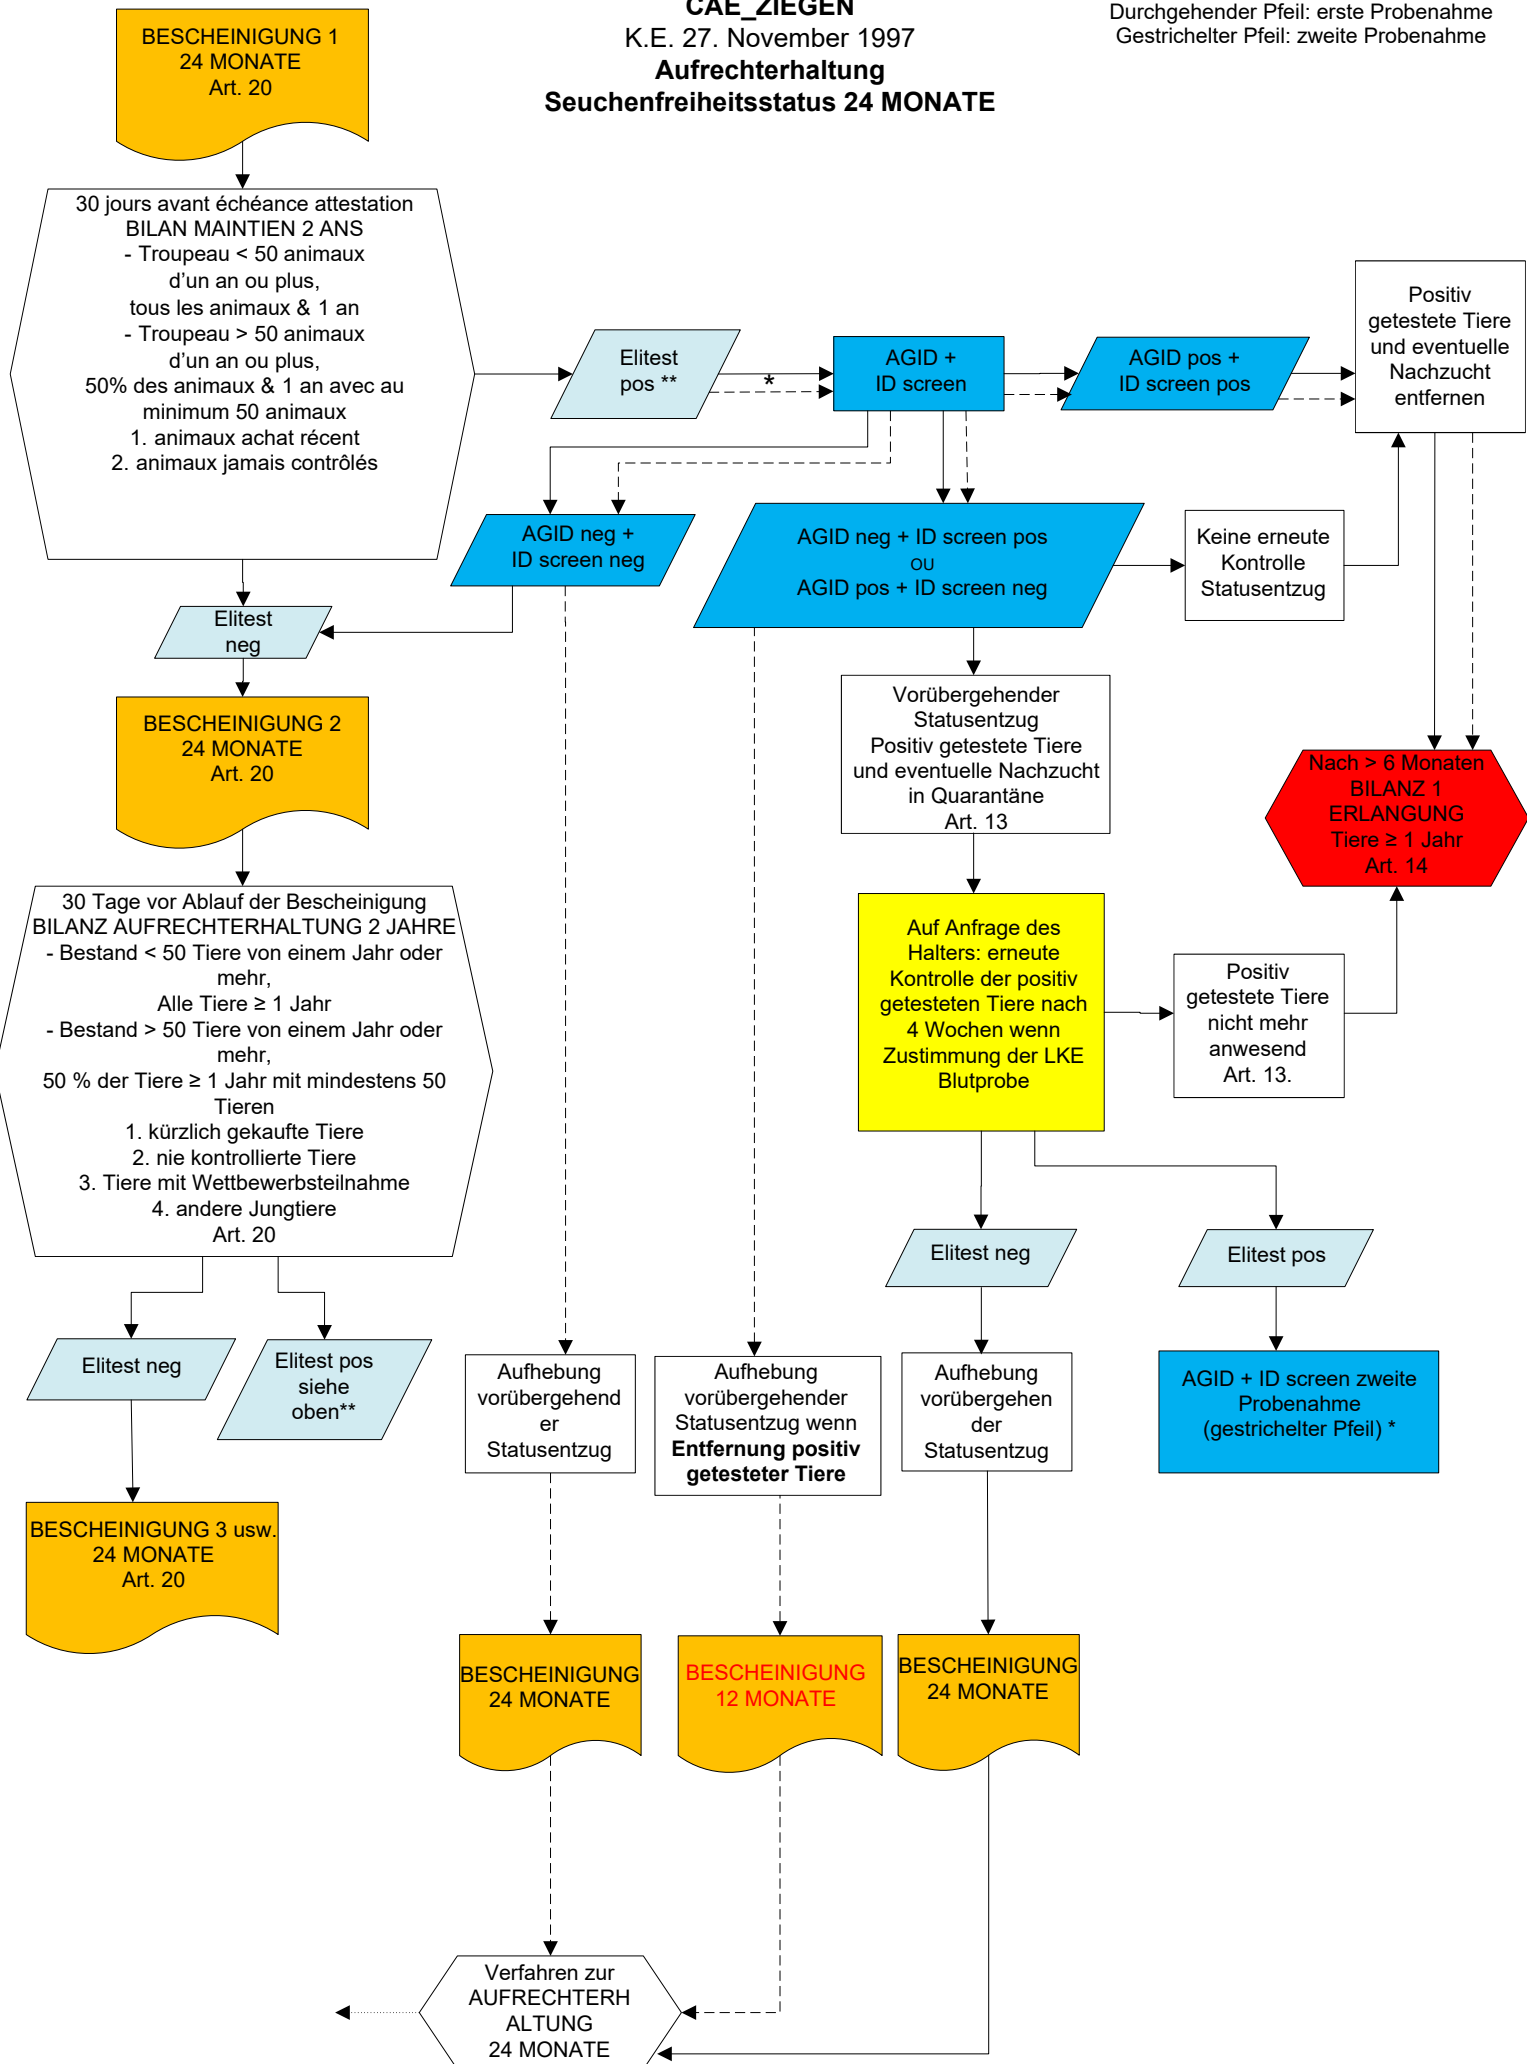 CAE_ZIEGEN
K.E. 27. November 1997
Aufrechterhaltung
Seuchenfreiheitsstatus 24 MONATE
Durchgehender Pfeil: erste Probenahme
Gestrichelter Pfeil: zweite Probenahme
BESCHEINIGUNG 1
24 MONATE
Art. 20
30 jours avant échéance attestation
BILAN MAINTIEN 2 ANS
- Troupeau < 50 animaux
d’un an ou plus,
tous les animaux & 1 an
- Troupeau > 50 animaux
d’un an ou plus,
50% des animaux & 1 an avec au
minimum 50 animaux
1. animaux achat récent
2. animaux jamais contrôlés
Elitest
pos **
*
AGID +
ID screen
AGID pos +
ID screen pos
Positiv
getestete Tiere
und eventuelle
Nachzucht
entfernen
AGID neg +
ID screen neg
AGID neg + ID screen pos
OU
AGID pos + ID screen neg
Keine erneute
Kontrolle
Statusentzug
Elitest
neg
BESCHEINIGUNG 2
24 MONATE
Art. 20
Vorübergehender
Statusentzug
Positiv getestete Tiere
und eventuelle Nachzucht
in Quarantäne
Art. 13
Nach > 6 Monaten
BILANZ 1
ERLANGUNG
Tiere ≥ 1 Jahr
Art. 14
30 Tage vor Ablauf der Bescheinigung
BILANZ AUFRECHTERHALTUNG 2 JAHRE
- Bestand < 50 Tiere von einem Jahr oder
mehr,
Alle Tiere ≥ 1 Jahr
- Bestand > 50 Tiere von einem Jahr oder
mehr,
50 % der Tiere ≥ 1 Jahr mit mindestens 50
Tieren
1. kürzlich gekaufte Tiere
2. nie kontrollierte Tiere
3. Tiere mit Wettbewerbsteilnahme
4. andere Jungtiere
Art. 20
Auf Anfrage des
Halters: erneute
Kontrolle der positiv
getesteten Tiere nach
4 Wochen wenn
Zustimmung der LKE
Blutprobe
Positiv
getestete Tiere
nicht mehr
anwesend
Art. 13.
Elitest neg
Elitest pos
Elitest neg
Elitest pos
siehe
oben**
Aufhebung
vorübergehend
er
Statusentzug
Aufhebung
vorübergehender
Statusentzug wenn
Entfernung positiv
getesteter Tiere
Aufhebung
vorübergehen
der
Statusentzug
AGID + ID screen zweite
Probenahme
(gestrichelter Pfeil) *
BESCHEINIGUNG 3 usw.
24 MONATE
Art. 20
BESCHEINIGUNG
24 MONATE
BESCHEINIGUNG
12 MONATE
BESCHEINIGUNG
24 MONATE
Verfahren zur
AUFRECHTERH
ALTUNG
24 MONATE